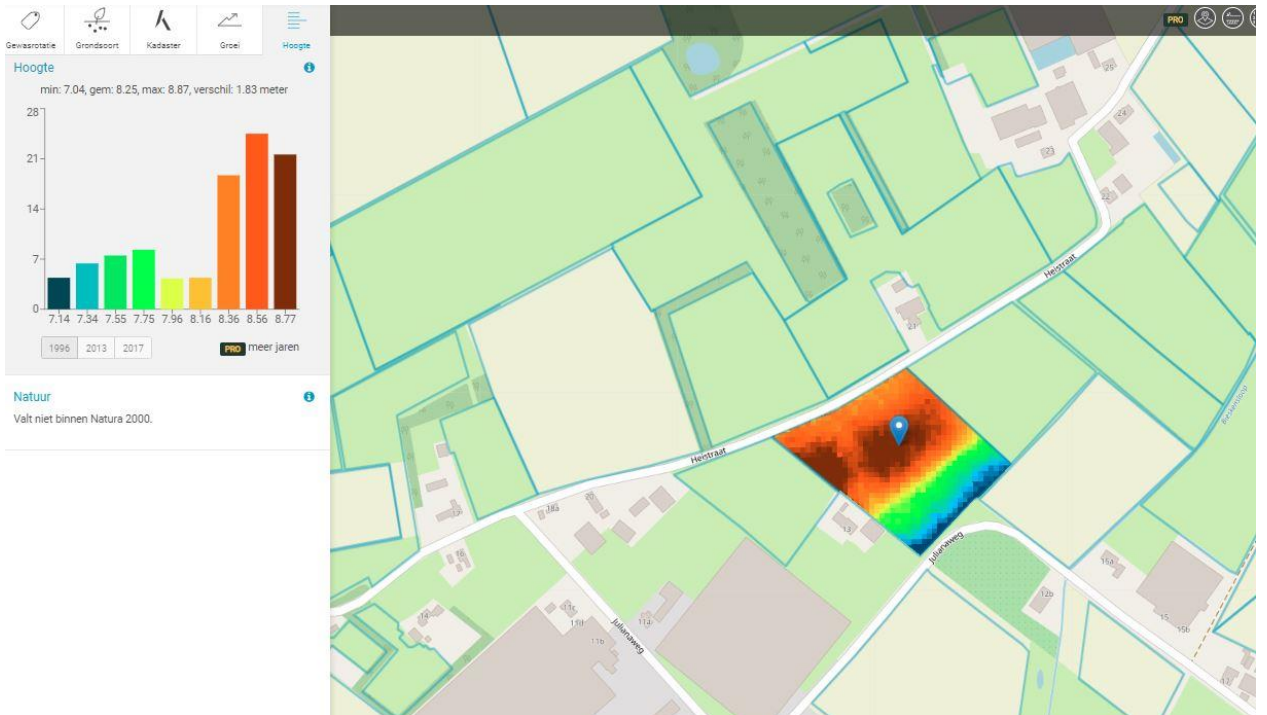 Gewasrotatie Grondsoort Kadaster Groei Hoogte
PRO
Hoogte
min: 7.04, gem: 8.25, max: 8.87, verschil: 1.83 meter
28
21
14
7
0
7.14 7.34 7.55 7.75 7.96 8.16 8.36 8.56 8.77
1996 2013 2017 PRO meer jaren
Natuur
Valt niet binnen Natura 2000.
25
24
23
22
Heistraat
21
Heistraat
20
18a
17
16
14
13
Julianaweg
11c
11d
11b
11a
Julianaweg
12b
15a
15
15b
12